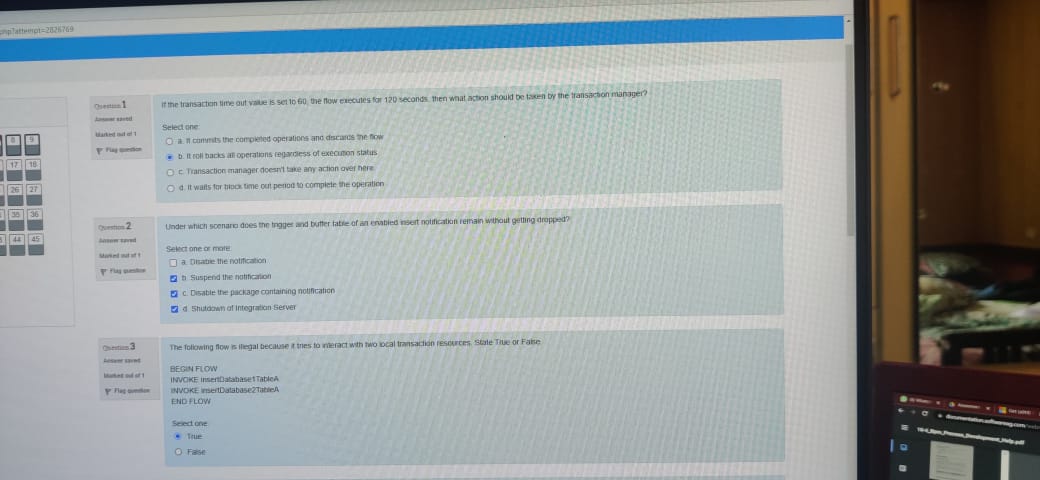 php?attempt=2826769
Question 1
Answer saved
Marked out of 1
Flag question
If the transaction time out value is set to 60, the flow executes for 120 seconds, then what action should be taken by the transaction manager?
Select one:
a. It commits the completed operations and discards the flow
b. It roll backs all operations regardless of execution status
c. Transaction manager doesn't take any action over here
d. It waits for block time out period to complete the operation
8 9
17 18
26 27
35 36
44 45
Question 2
Answer saved
Marked out of 1
Flag question
Under which scenario does the trigger and buffer table of an enabled insert notification remain without getting dropped?
Select one or more:
a. Disable the notification
b. Suspend the notification
c. Disable the package containing notification
d. Shutdown of Integration Server
Question 3
Answer saved
Marked out of 1
Flag question
The following flow is illegal because it tries to interact with two local transaction resources. State True or False.
BEGIN FLOW
INVOKE insertDatabase1TableA
INVOKE insertDatabase2TableA
END FLOW
Select one:
True
False
documentation.softwareag.com